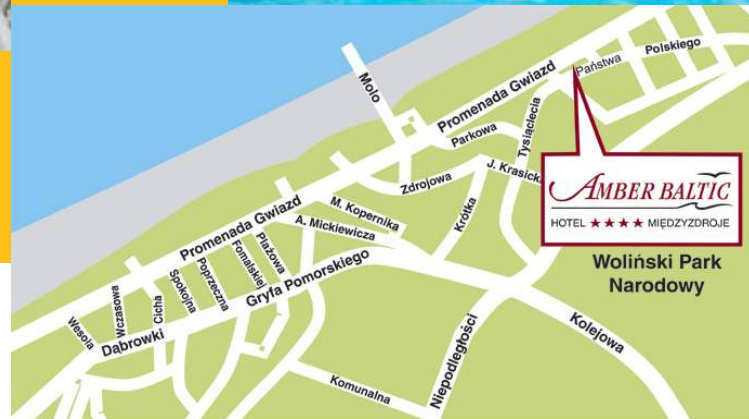 Molo
Promenada Gwiazd
Państwa
Polskiego
Tysiąclecia
Parkowa
J. Krasick
Zdrojowa
AMBER BALTIC
HOTEL ★★★★ MIĘDZYZDROJE
Woliński Park
Narodowy
Promenada Gwiazd
M. Kopernika
A. Mickiewicza
Krótka
Gryfa Pomorskiego
Plażowa
Fomalskiej
Poprzeczna
Spokojna
Cicha
Wczasowa
Wesoła
Dąbrowki
Kolejowa
Niepodległości
Komunalna